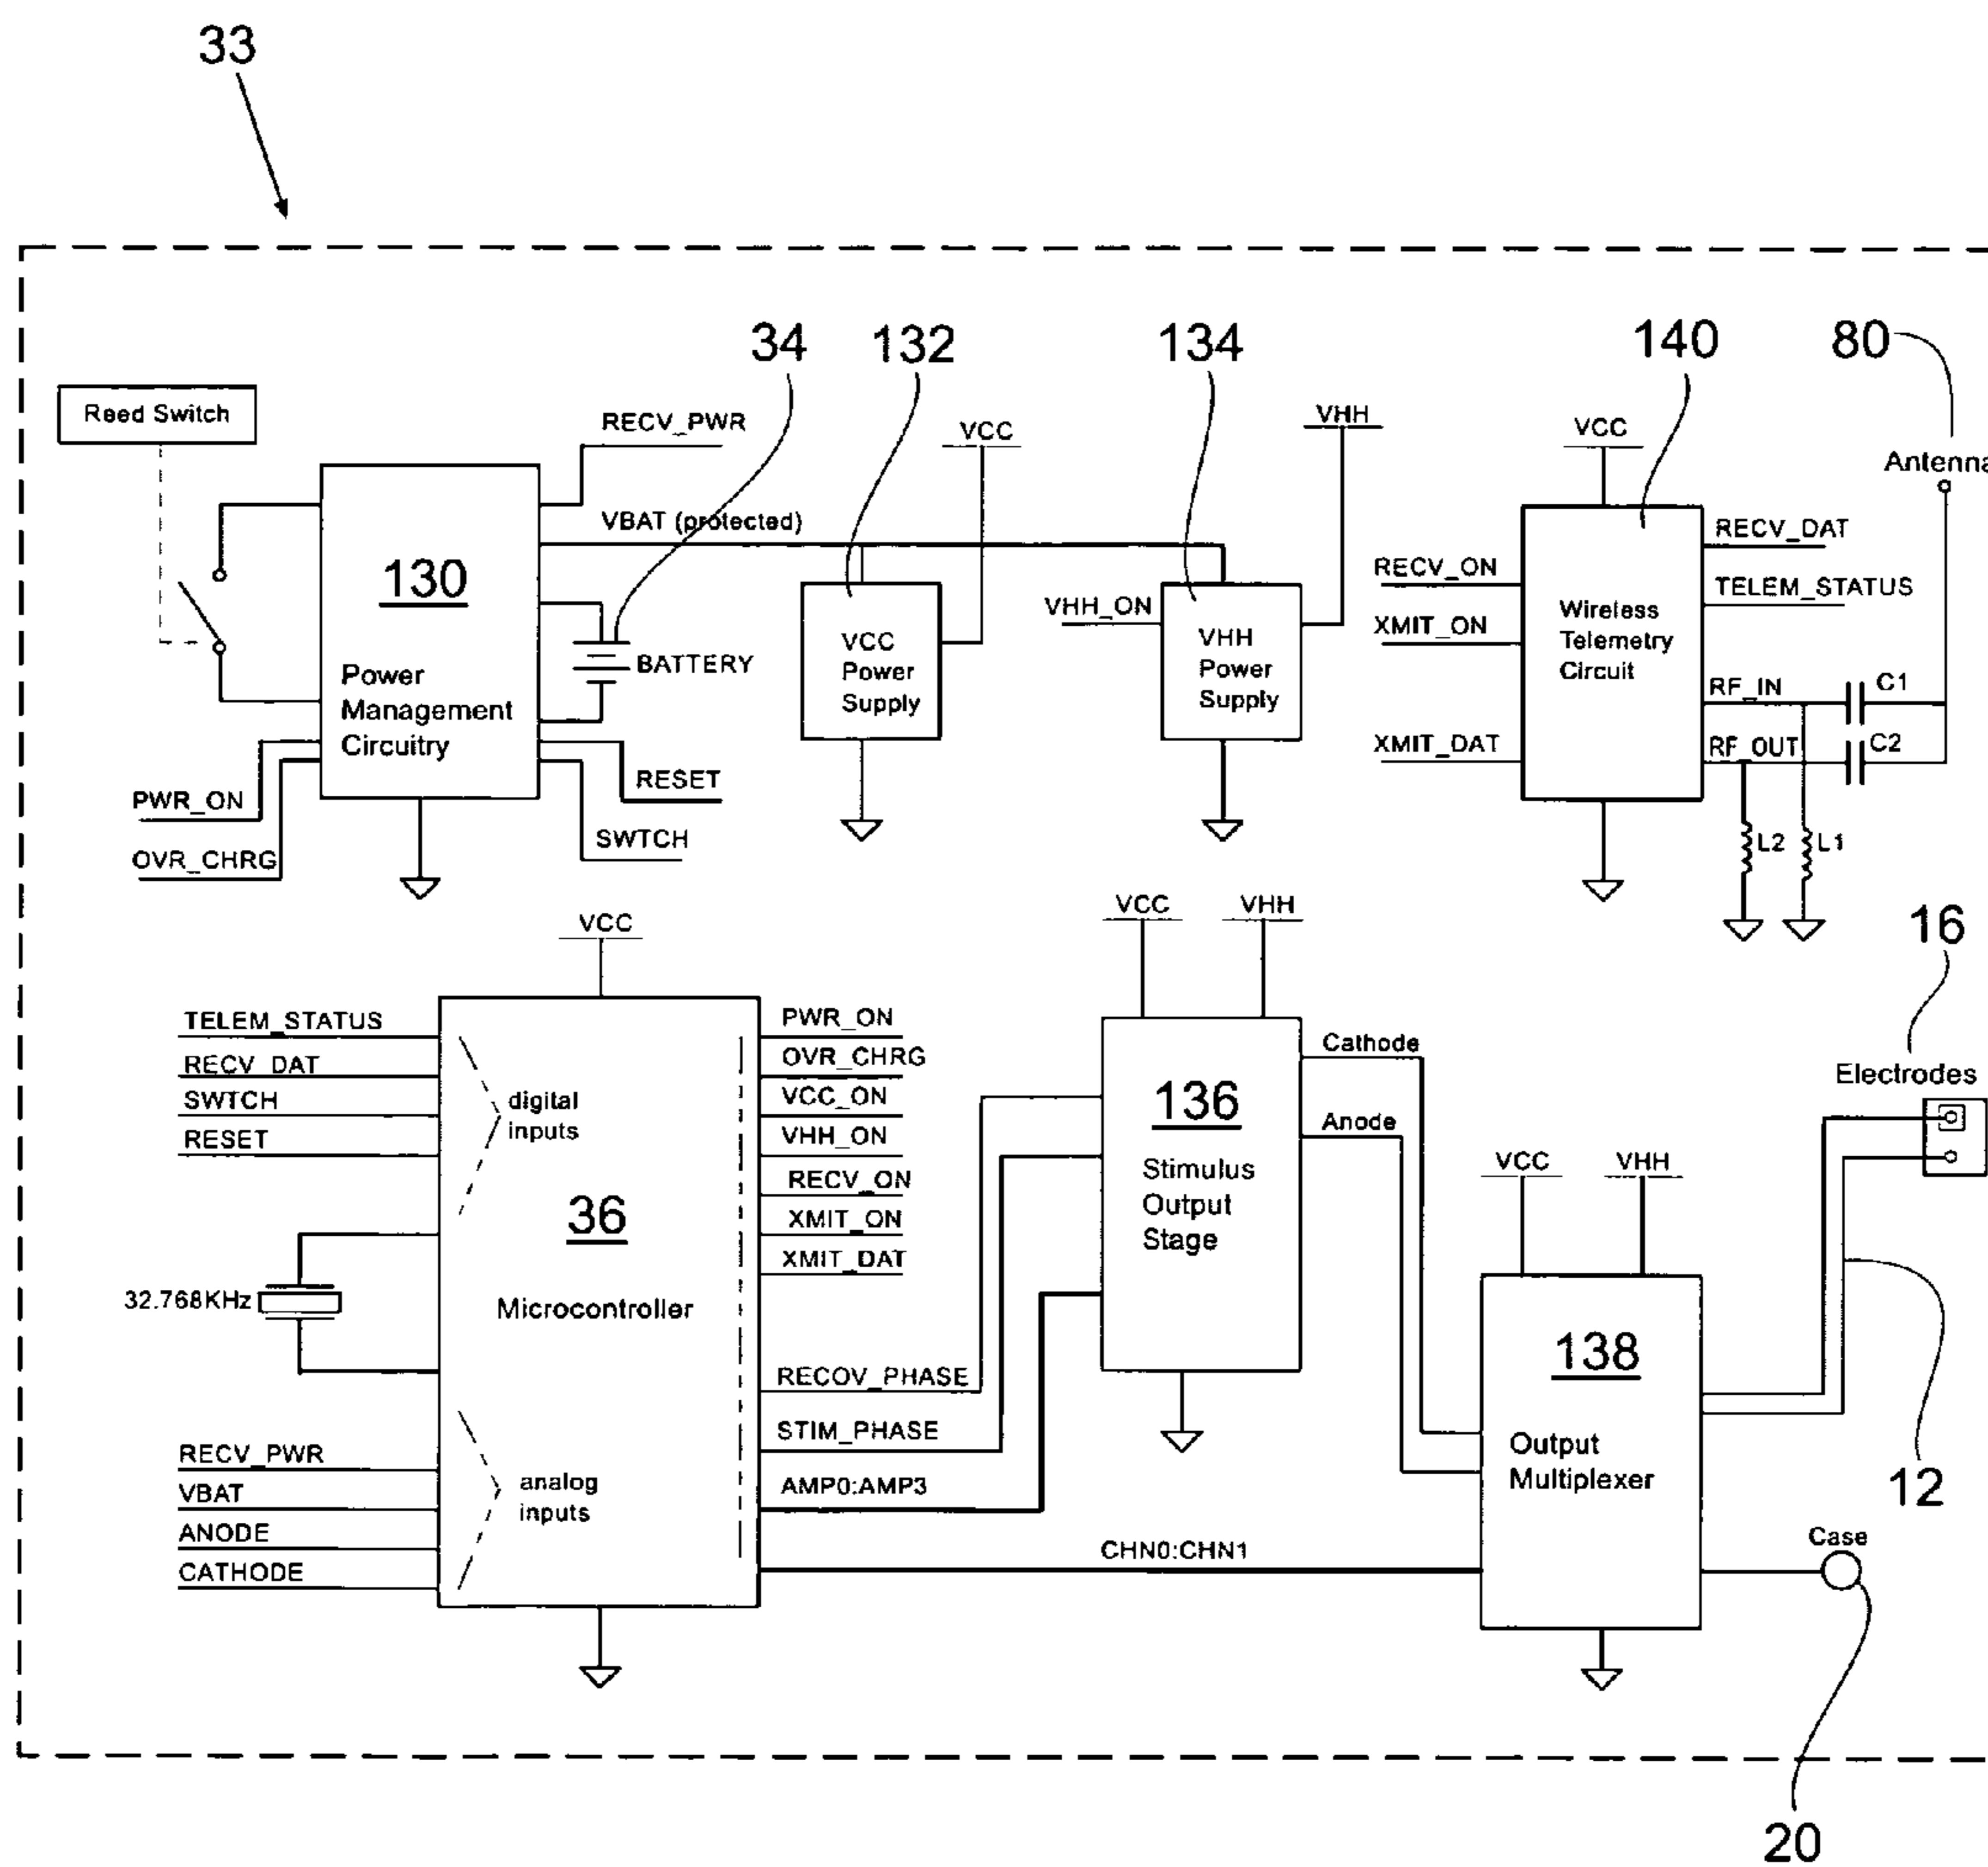 33
34
132
134
140
80
Reed Switch
RECV_PWR
VCC
VHH
VCC
Antenna
VBAT (protected)
130
Power
Management
Circuitry
BATTERY
VCC
Power
Supply
VHH_ON
VHH
Power
Supply
RECV_ON
XMIT_ON
XMIT_DAT
Wireless
Telemetry
Circuit
RECV_DAT
TELEM_STATUS
RF_IN
C1
RF_OUT
C2
L2
L1
PWR_ON
OVR_CHRG
RESET
SWTCH
VCC
VCC
VHH
16
Electrodes
TELEM_STATUS
RECV_DAT
SWTCH
RESET
digital
inputs
36
Microcontroller
32.768KHz
RECV_PWR
VBAT
ANODE
CATHODE
analog
inputs
PWR_ON
OVR_CHRG
VCC_ON
VHH_ON
RECV_ON
XMIT_ON
XMIT_DAT
RECOV_PHASE
STIM_PHASE
AMP0:AMP3
CHN0:CHN1
136
Stimulus
Output
Stage
Cathode
Anode
VCC
VHH
138
Output
Multiplexer
12
Case
20